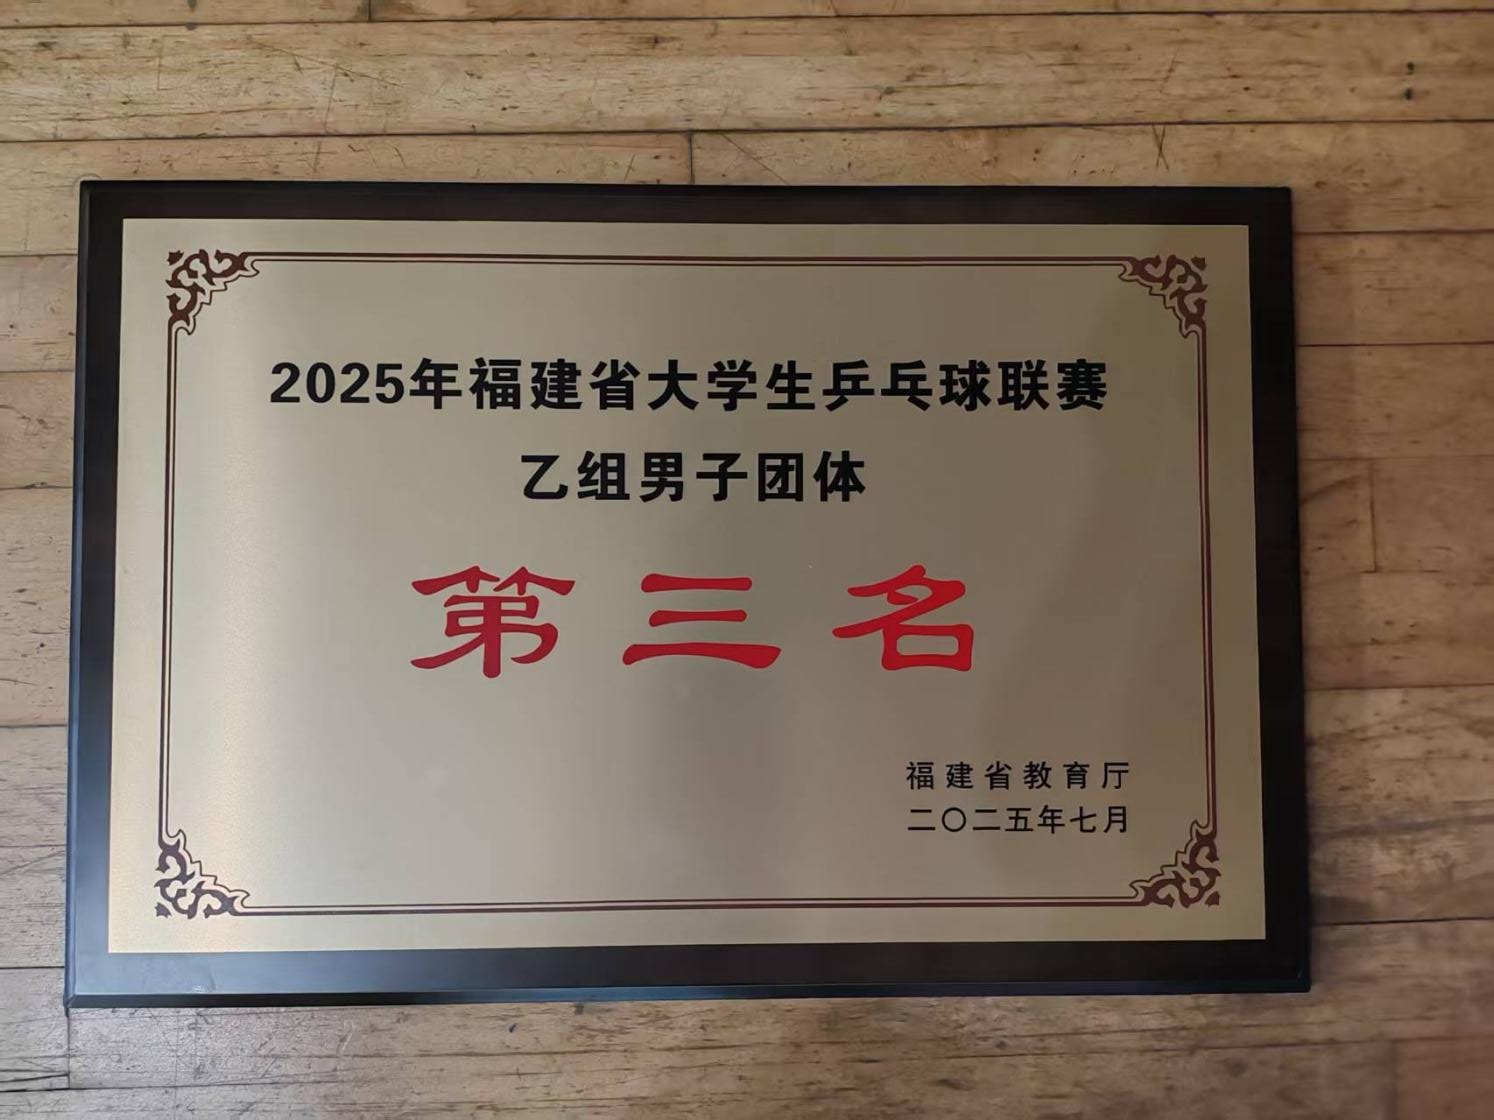 2025年福建省大学生乒乓球联赛
乙组男子团体
第三名
福建省教育厅
二〇二五年七月